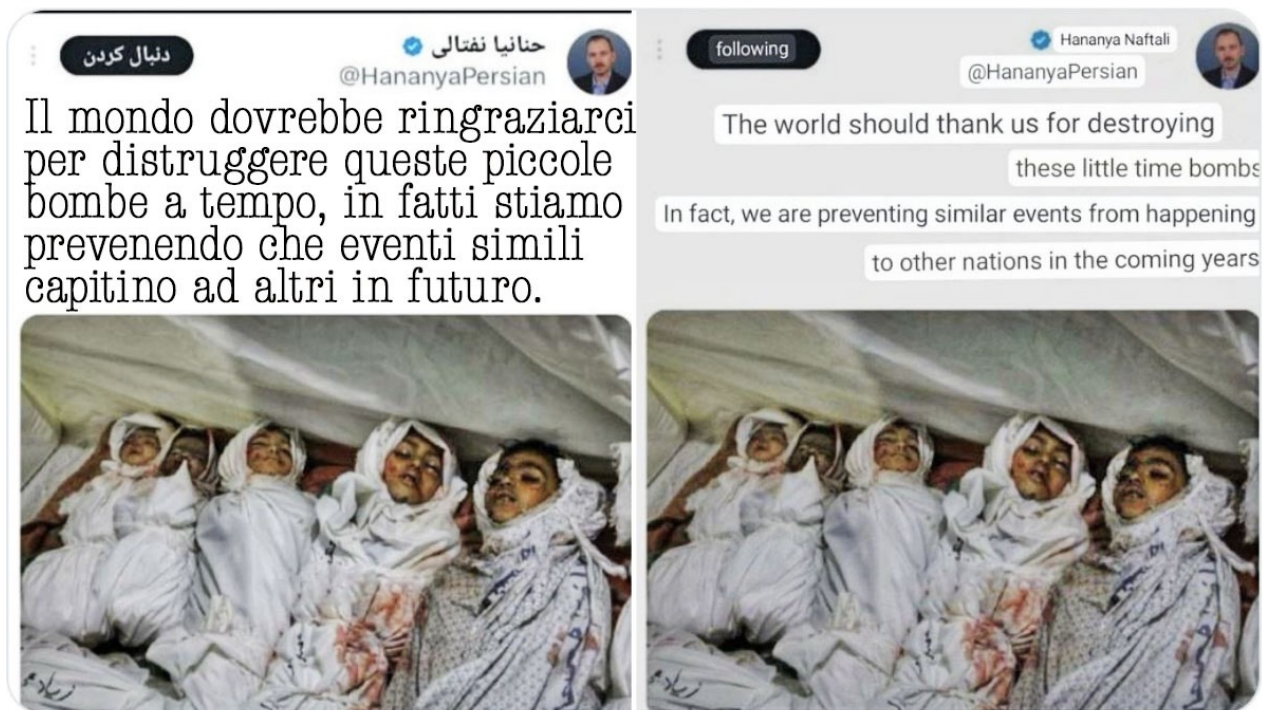 دنبال کردن
حنانیا نفتالی
@HananyaPersian
Il mondo dovrebbe ringraziarci
per distruggere queste piccole
bombe a tempo, in fatti stiamo
prevenendo che eventi simili
capitino ad altri in futuro.
following
Hananya Naftali
@HananyaPersian
The world should thank us for destroying
these little time bombs
In fact, we are preventing similar events from happening
to other nations in the coming years